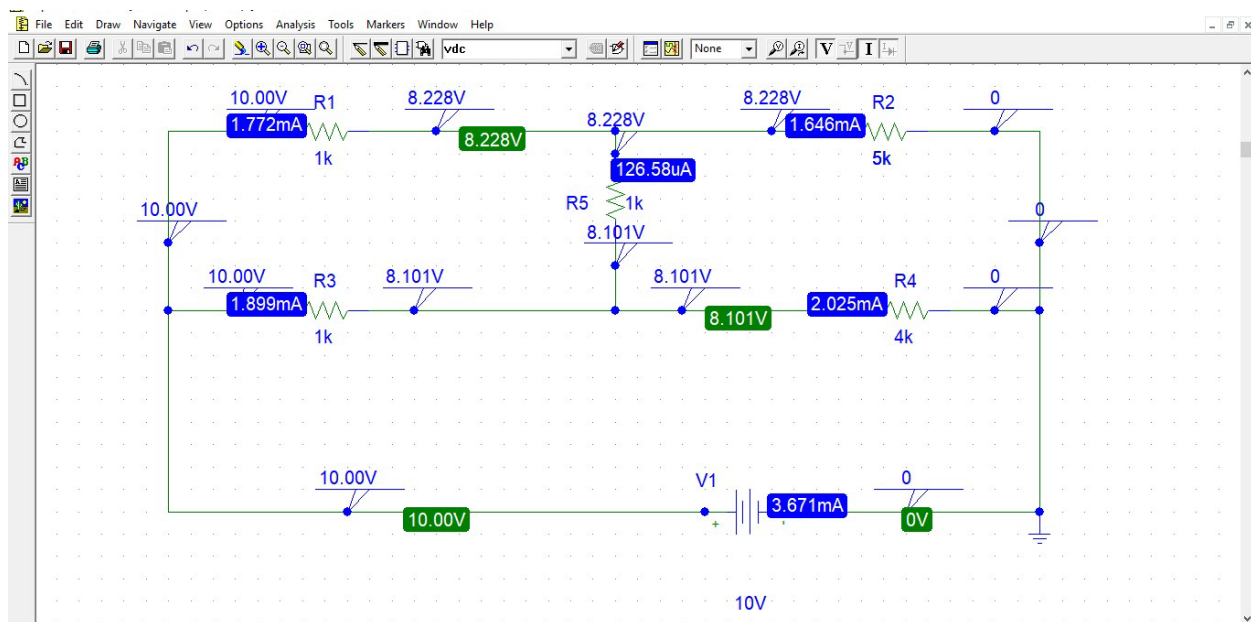 File Edit Draw Navigate View Options Analysis Tools Markers Window Help
vdc None V I
10.00V R1 8.228V 8.228V R2 0
1.772mA 8.228V 8.228V 1.646mA
1k 5k
126.58uA
R5 1k
10.00V 0
8.101V
10.00V R3 8.101V 8.101V R4 0
1.899mA 8.101V 2.025mA
1k 4k
10.00V V1 0
10.00V + 3.671mA 0V
10V